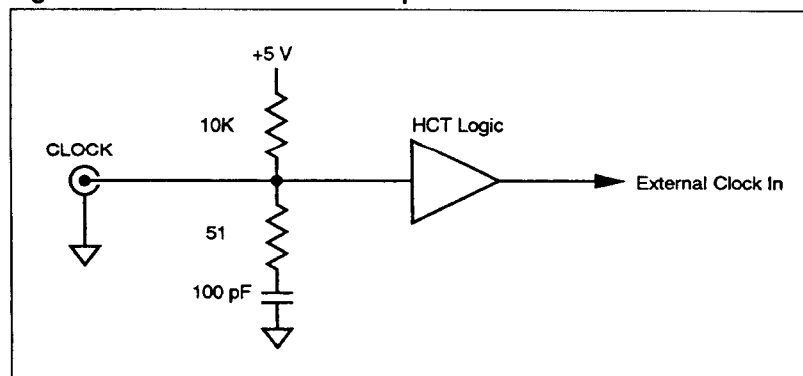 +5 V
10K
HCT Logic
CLOCK
External Clock In
51
100 pF